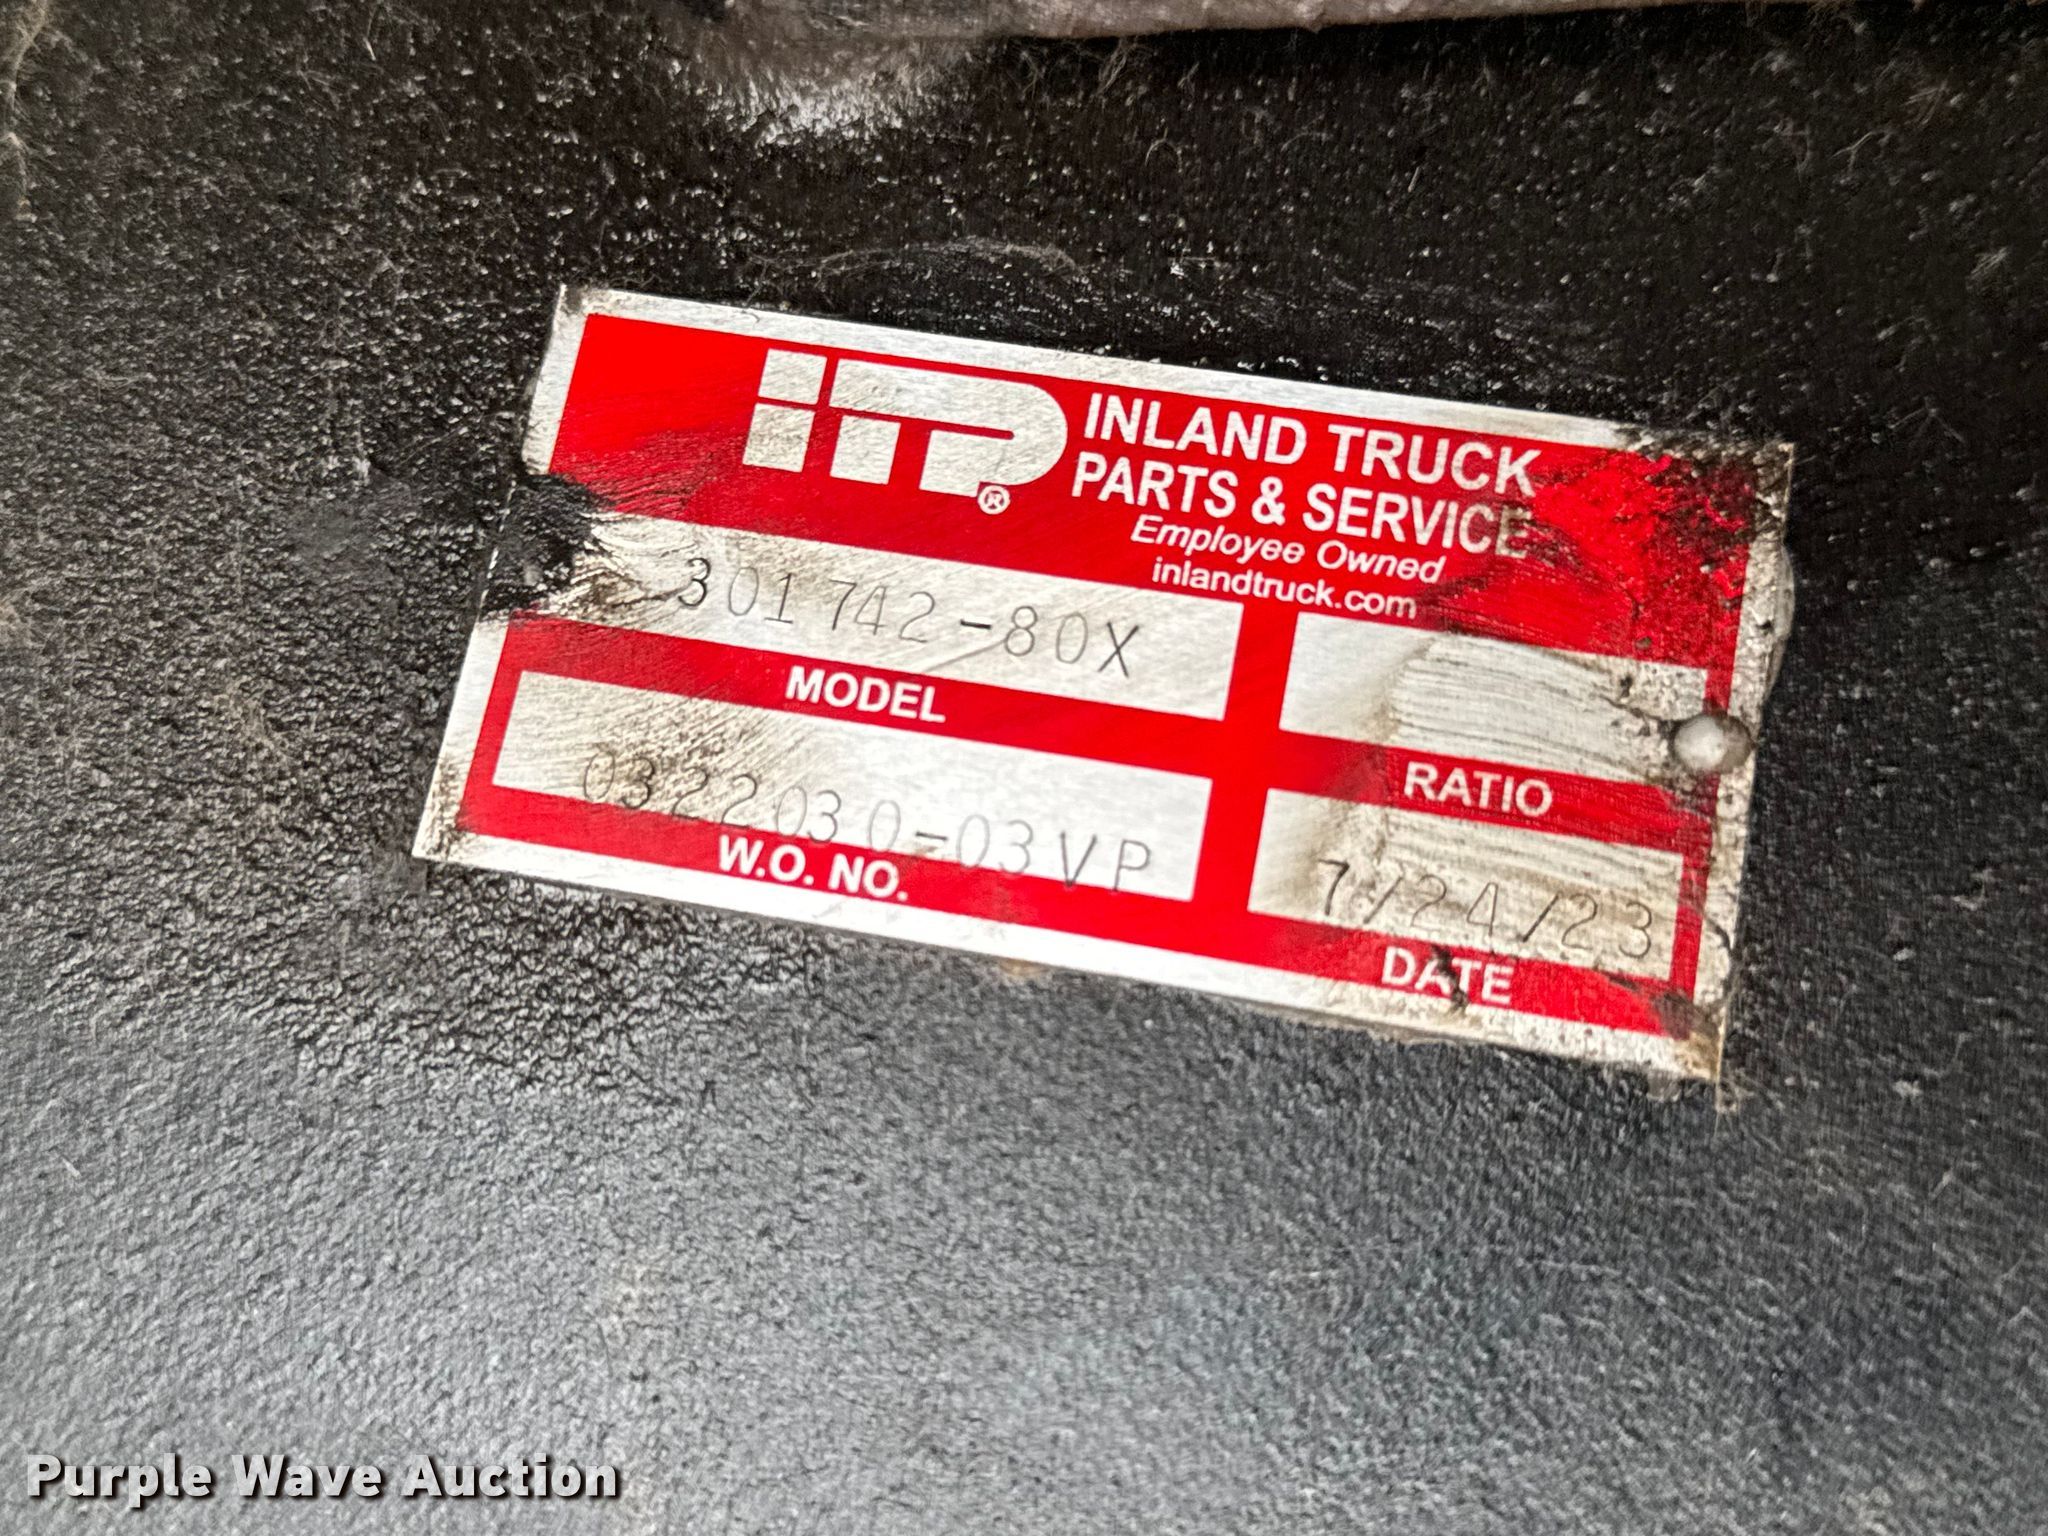 iTP®
INLAND TRUCK
PARTS & SERVICE
Employee Owned
inlandtruck.com
301742-80X
MODEL
RATIO
0322030-03VP
W.O. NO.
7/24/23
DATE
Purple Wave Auction